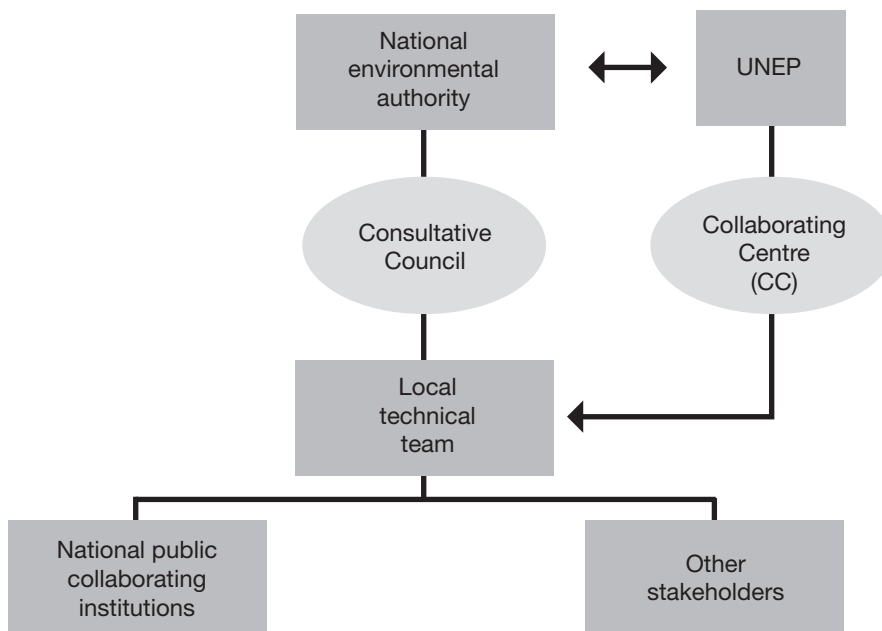 National
environmental
authority
UNEP
Consultative
Council
Collaborating
Centre
(CC)
Local
technical
team
National public
collaborating
institutions
Other
stakeholders